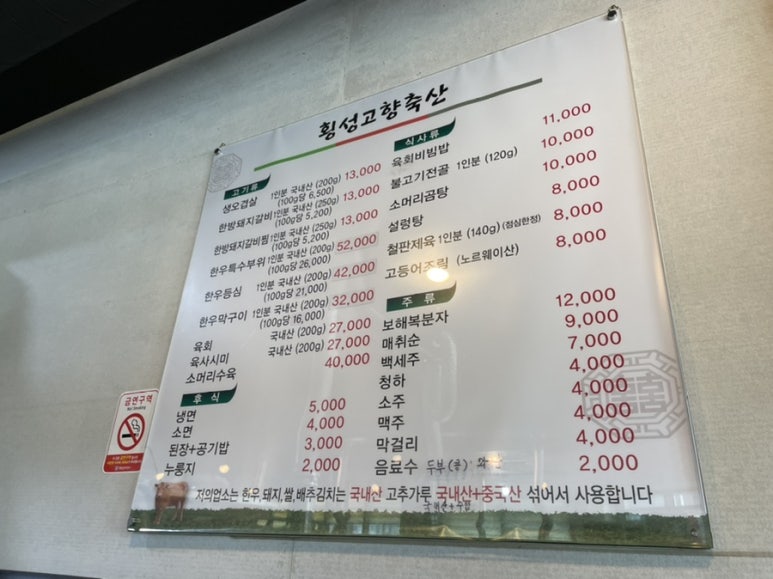 횡성고향축산
고기류
생오겹살 1인분 국내산 (200g) 13,000
(100g당 6,500)
한방돼지갈비 1인분 국내산 (250g) 13,000
(100g당 5,200)
한방돼지갈비찜 1인분 국내산 (250g) 13,000
(100g당 5,200)
한우특수부위 1인분 국내산 (200g) 52,000
(100g당 26,000)
한우등심 1인분 국내산 (200g) 42,000
(100g당 21,000)
한우막구이 1인분 국내산 (200g) 32,000
(100g당 16,000)
육회 국내산 (200g) 27,000
육사시미 국내산 (200g) 27,000
소머리수육 40,000
후식
냉면 5,000
소면 4,000
된장+공기밥 3,000
누룽지 2,000
식사류
육회비빔밥 11,000
불고기전골 1인분 (120g) 10,000
소머리곰탕 10,000
설렁탕 8,000
철판제육 1인분 (140g) (점심한정) 8,000
고등어조림 (노르웨이산) 8,000
주류
보해복분자 12,000
매취순 9,000
백세주 7,000
청하 4,000
소주 4,000
맥주 4,000
막걸리 4,000
음료수 두부(콩): 2,000
저의업소는 한우,돼지,쌀,배추김치는 국내산 고추가루 국내산+중국산 섞어서 사용합니다
금연구역
No Smoking